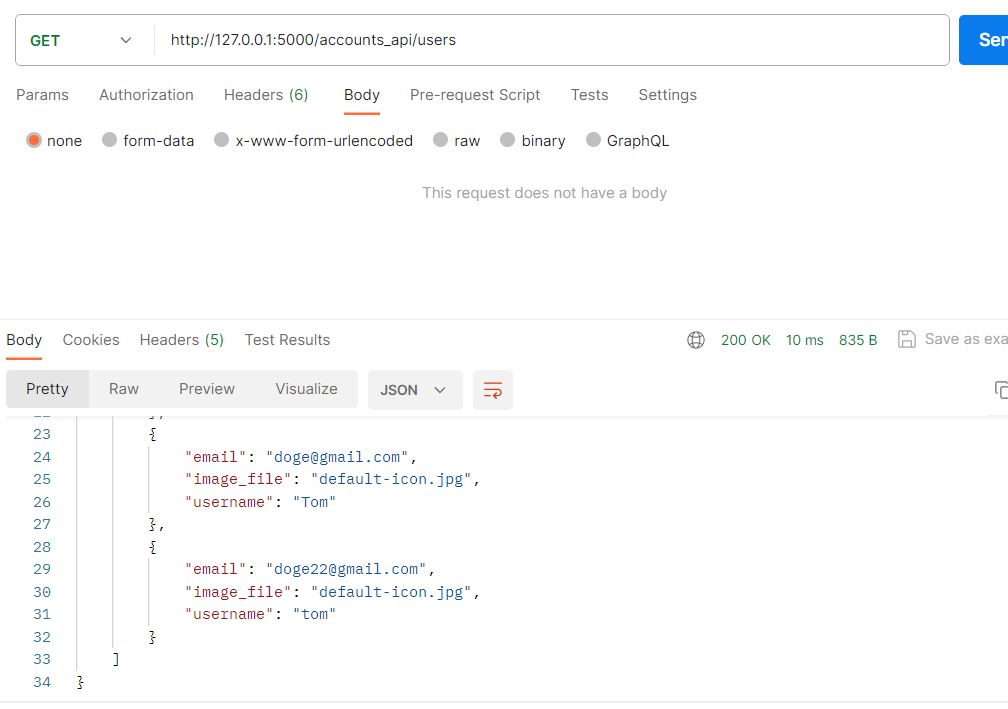 GET http://127.0.0.1:5000/accounts_api/users
Params Authorization Headers (6) Body Pre-request Script Tests Settings
none form-data x-www-form-urlencoded raw binary GraphQL
This request does not have a body
Body Cookies Headers (5) Test Results 200 OK 10 ms 835 B Save as exa
Pretty Raw Preview Visualize JSON
23 {
24 "email": "doge@gmail.com",
25 "image_file": "default-icon.jpg",
26 "username": "Tom"
27 },
28 {
29 "email": "doge22@gmail.com",
30 "image_file": "default-icon.jpg",
31 "username": "tom"
32 }
33 ]
34 }